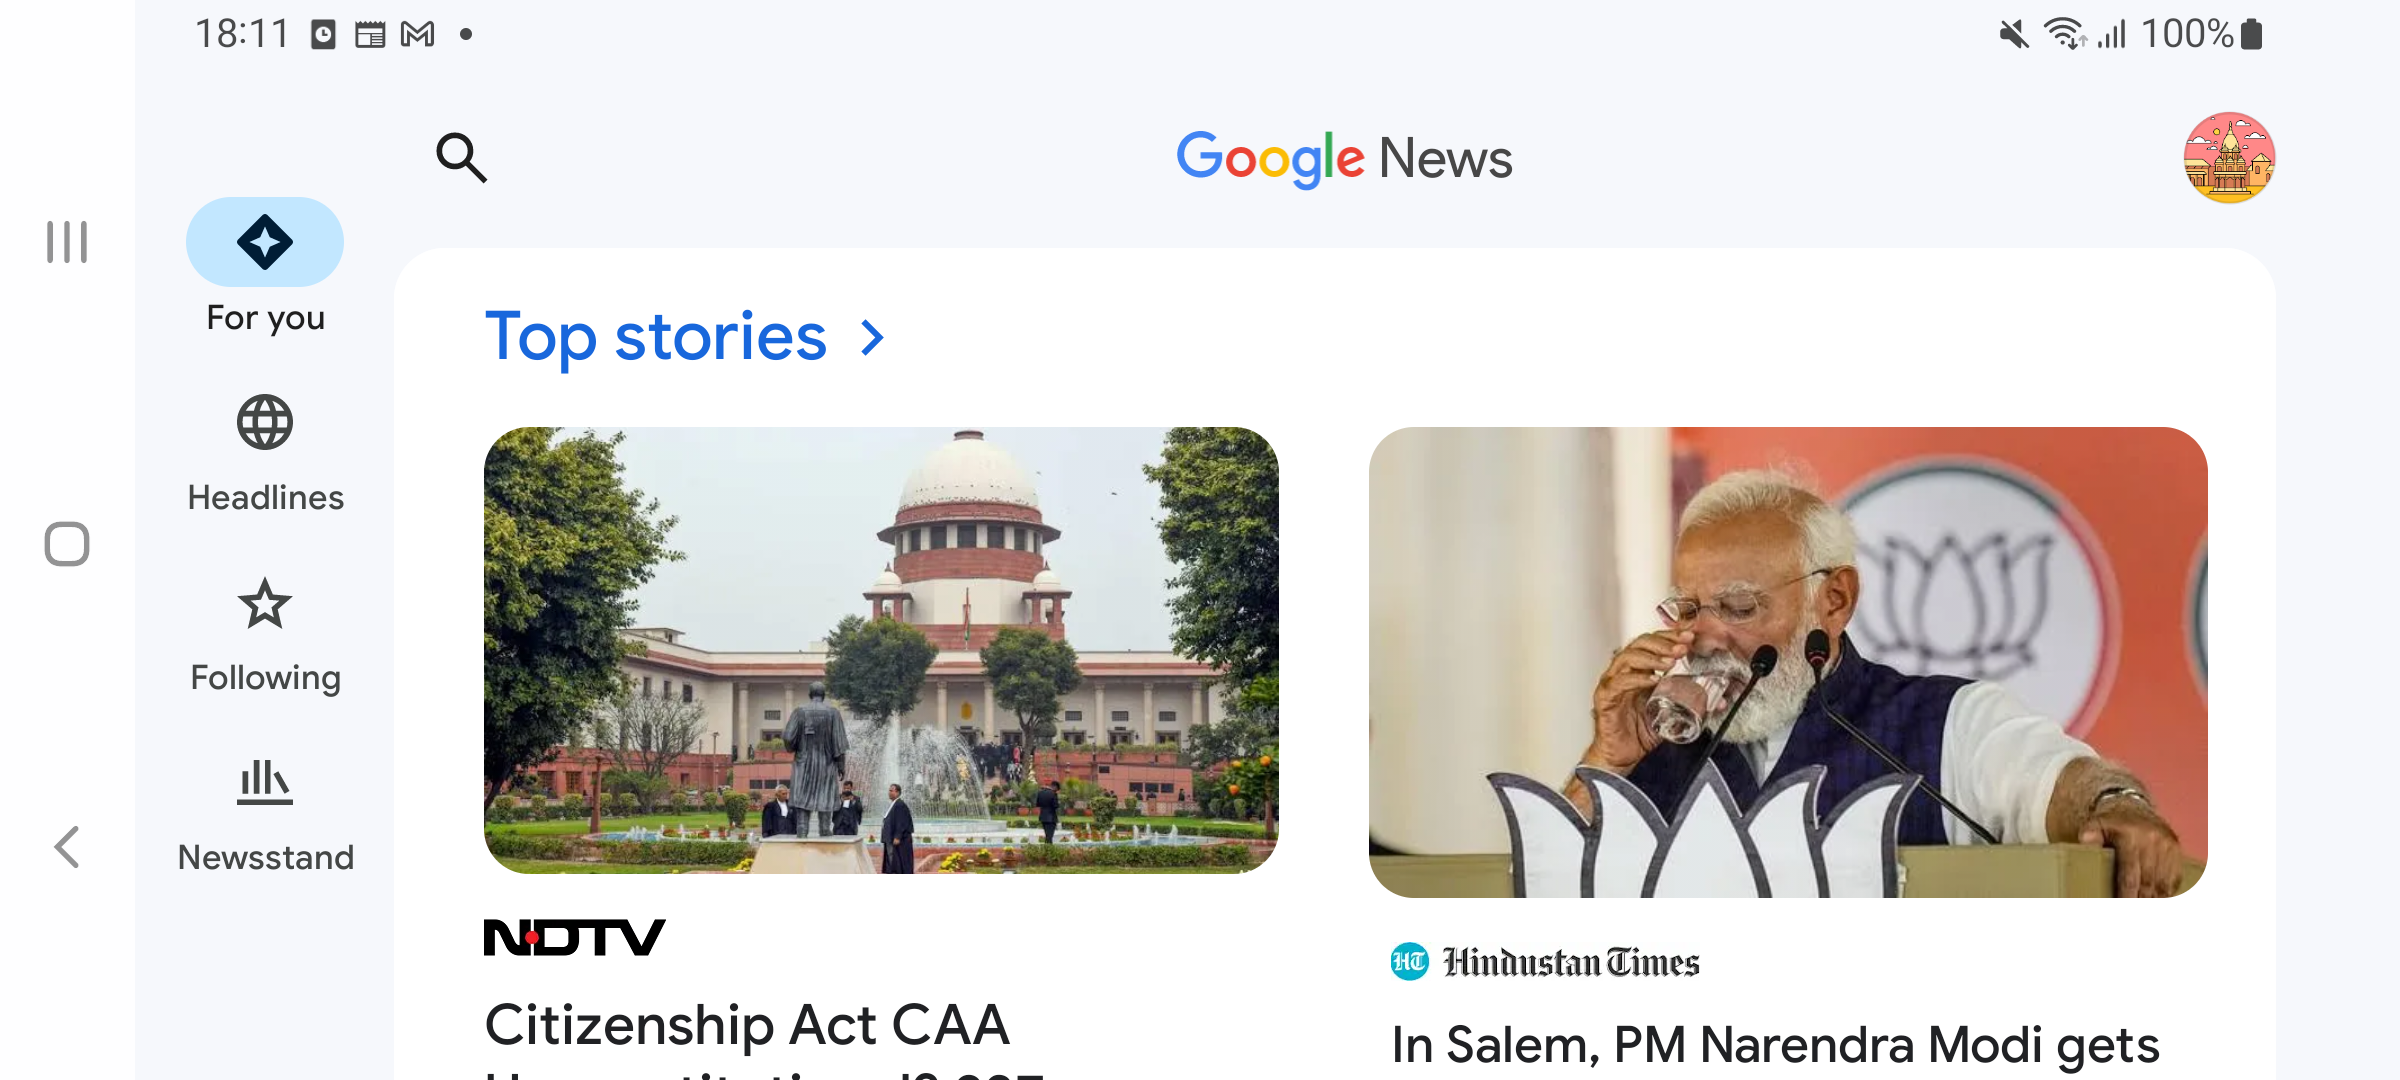 18:11
100%
Google News
For you
Headlines
Following
Newsstand
Top stories
NDTV
Citizenship Act CAA
HT Hindustan Times
In Salem, PM Narendra Modi gets